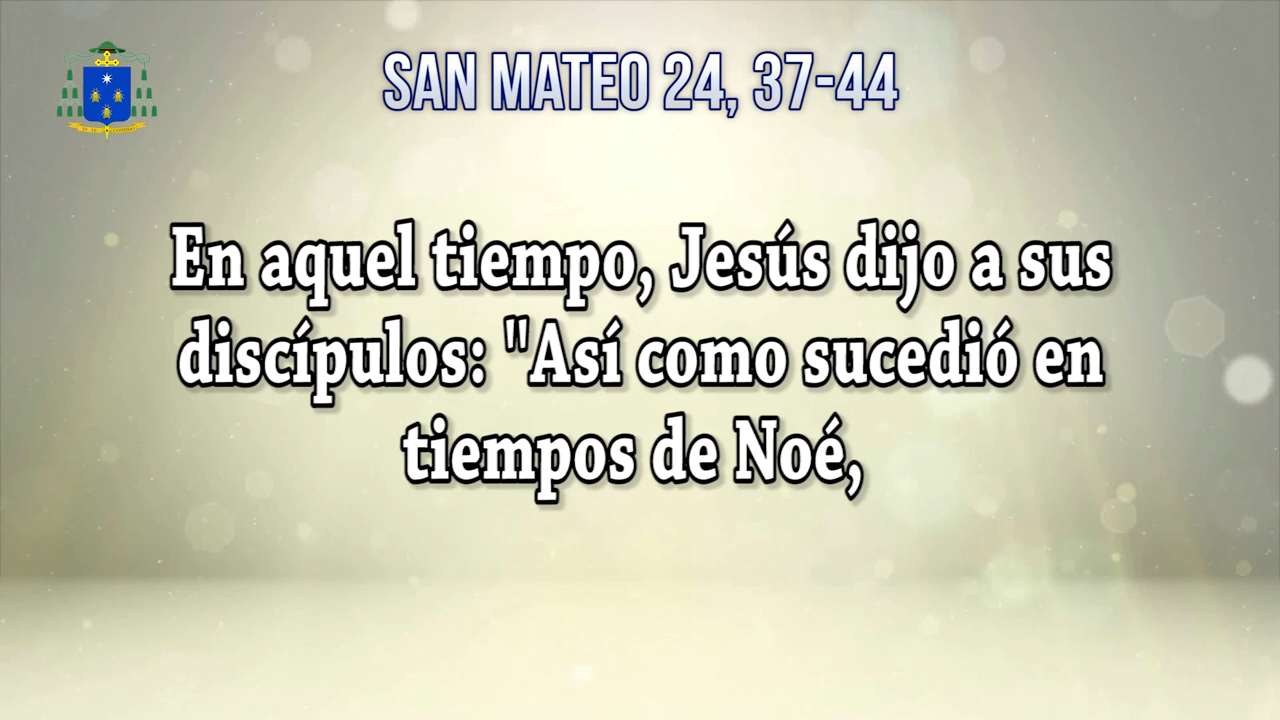 SAN MATEO 24, 37-44
En aquel tiempo, Jesús dijo a sus
discípulos: "Así como sucedió en
tiempos de Noé,